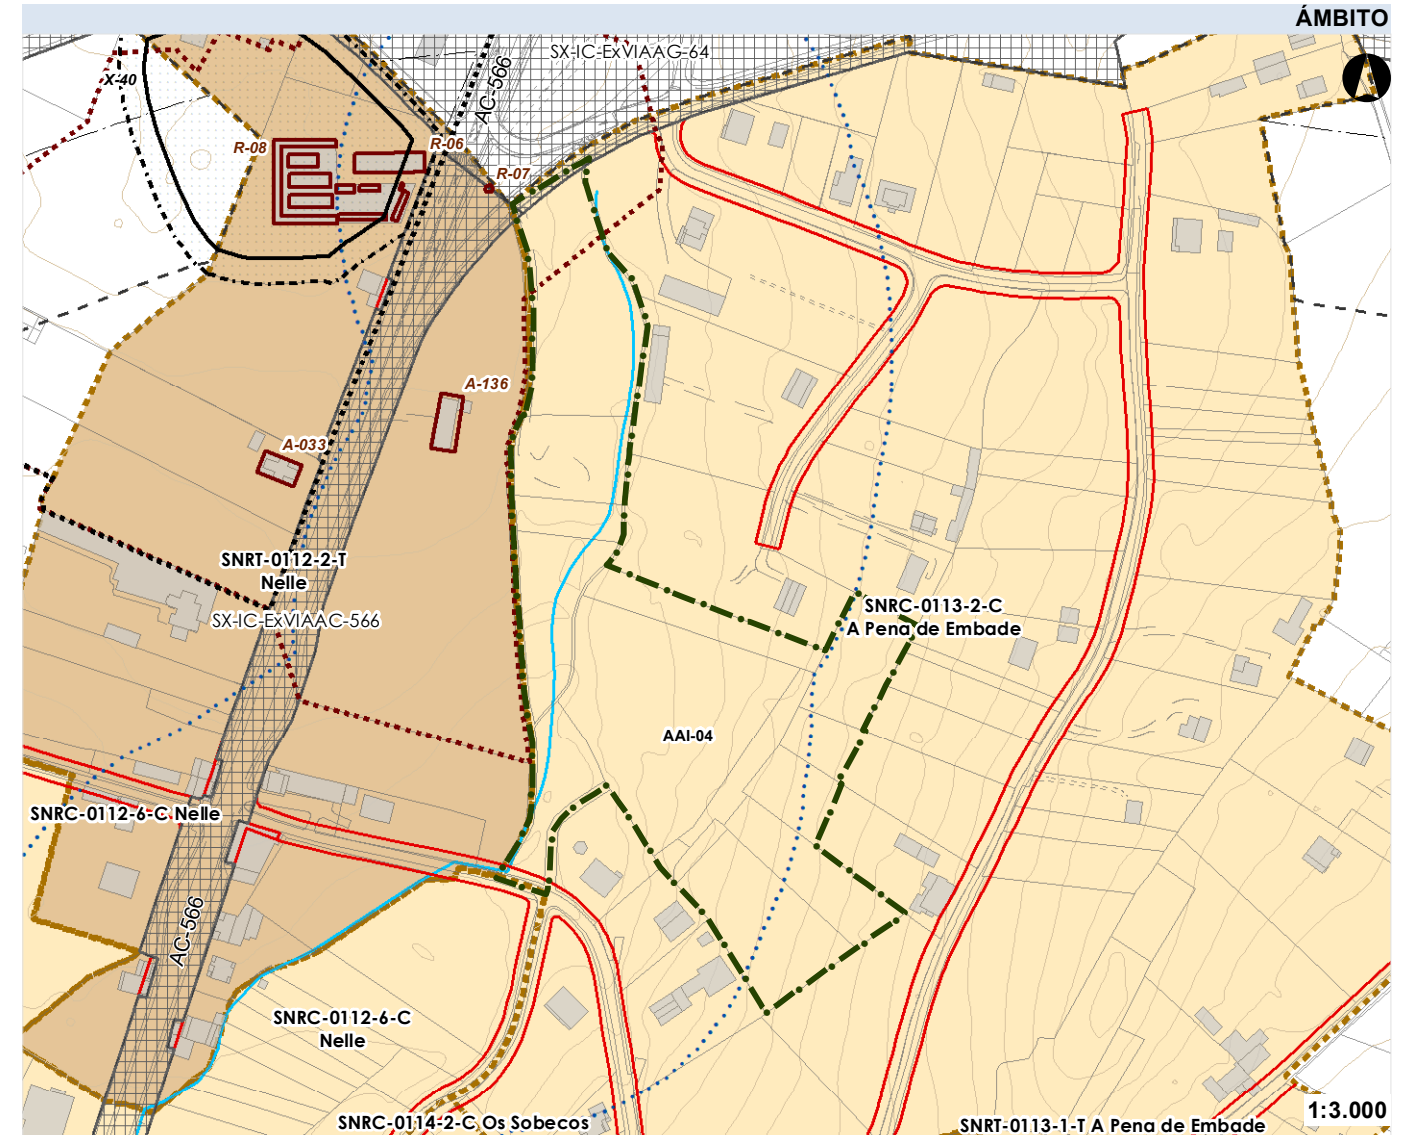 ÁMBITO
SX-IC-ExVIAAG-64
AC-566
X-40
R-08
R-06
R-07
A-136
A-033
SNRT-0112-2-T
Nelle
SX-IC-ExVIAAC-566
SNRC-0113-2-C
A Pena de Embade
AAI-04
SNRC-0112-6-C Nelle
AC-566
SNRC-0112-6-C
Nelle
SNRC-0114-2-C Os Sobecos
SNRT-0113-1-T A Pena de Embade
1:3.000